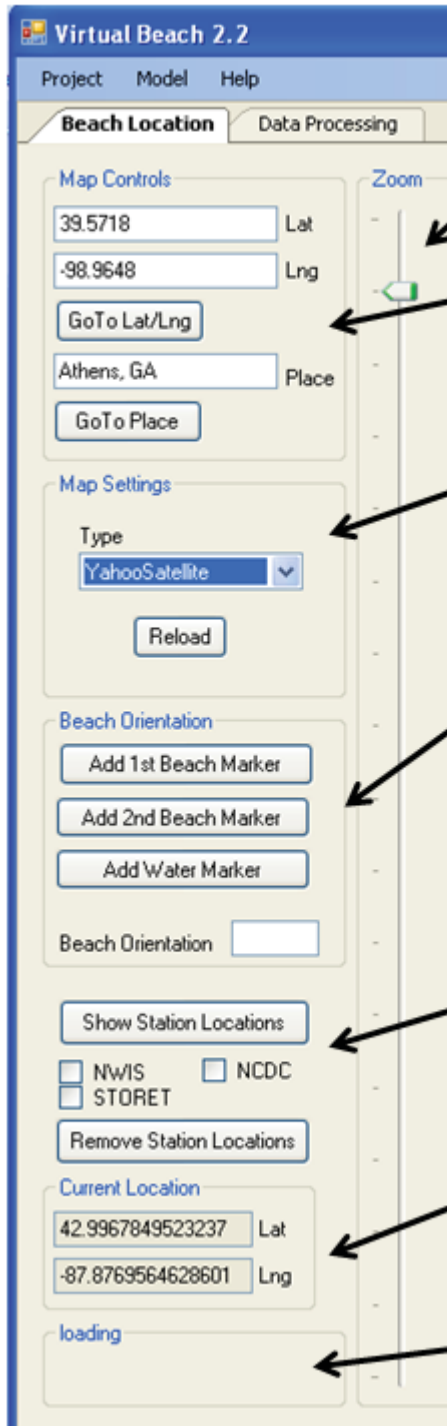 Virtual Beach 2.2
Project Model Help
Beach Location Data Processing
Map Controls
Zoom
39.5718 Lat
-98.9648 Lng
GoTo Lat/Lng
Athens, GA Place
GoTo Place
Map Settings
Type
YahooSatellite
Reload
Beach Orientation
Add 1st Beach Marker
Add 2nd Beach Marker
Add Water Marker
Beach Orientation
Show Station Locations
NWIS NCDC
STORET
Remove Station Locations
Current Location
42.9967849523237 Lat
-87.8769564628601 Lng
loading